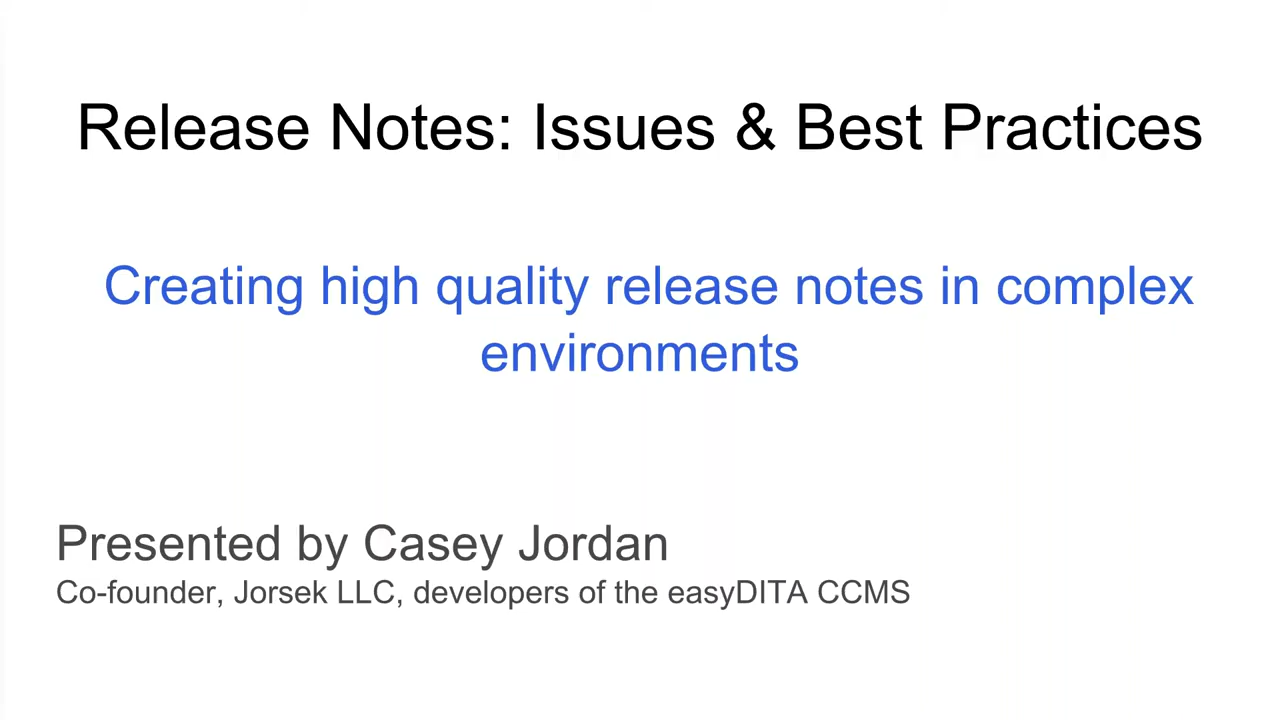 Release Notes: Issues & Best Practices
Creating high quality release notes in complex
environments
Presented by Casey Jordan
Co-founder, Jorsek LLC, developers of the easyDITA CCMS